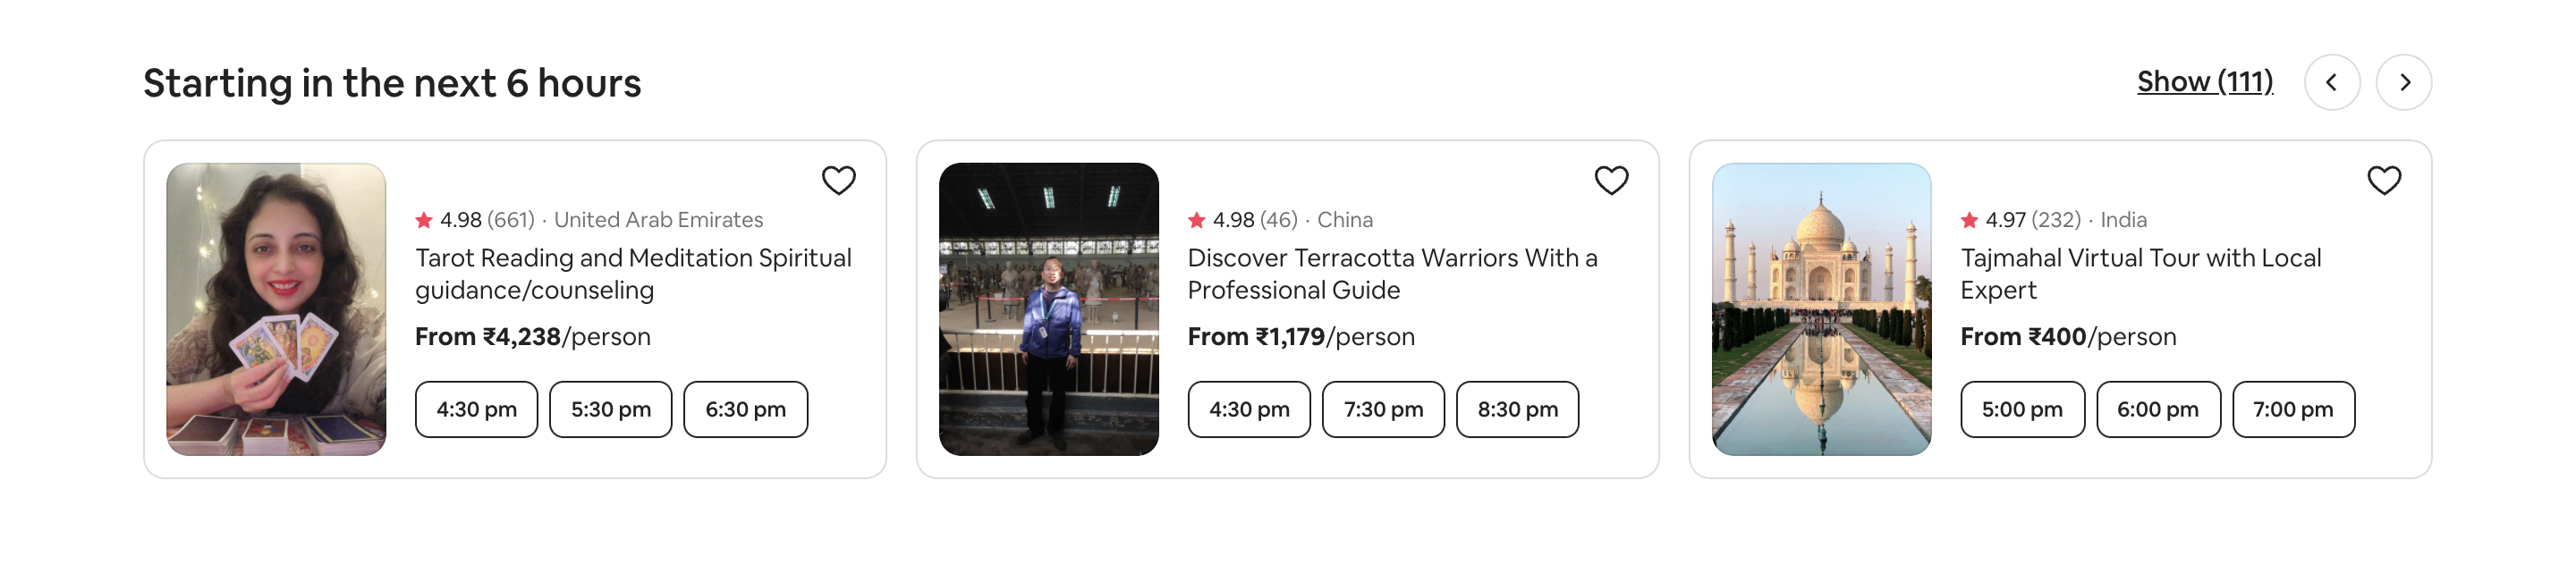 Starting in the next 6 hours
Show (111)
4.98 (661) · United Arab Emirates
Tarot Reading and Meditation Spiritual
guidance/counseling
From ₹4,238/person
4:30 pm
5:30 pm
6:30 pm
4.98 (46) · China
Discover Terracotta Warriors With a
Professional Guide
From ₹1,179/person
4:30 pm
7:30 pm
8:30 pm
4.97 (232) · India
Tajmahal Virtual Tour with Local
Expert
From ₹400/person
5:00 pm
6:00 pm
7:00 pm